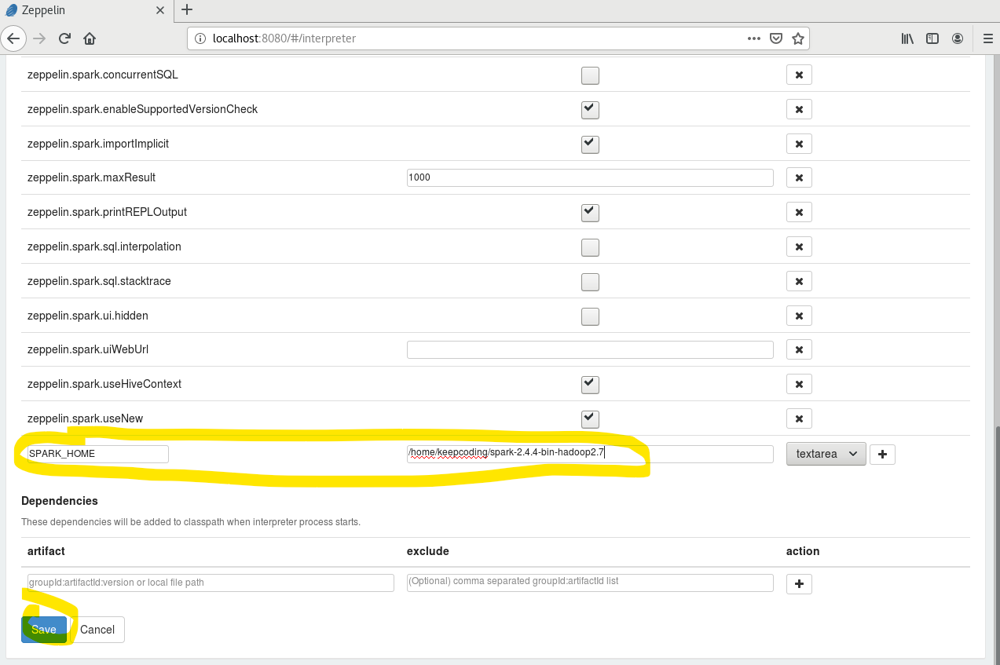 Zeppelin
localhost:8080/#/interpreter
zeppelin.spark.concurrentSQL
zeppelin.spark.enableSupportedVersionCheck
zeppelin.spark.importImplicit
zeppelin.spark.maxResult 1000
zeppelin.spark.printREPLOutput
zeppelin.spark.sql.interpolation
zeppelin.spark.sql.stacktrace
zeppelin.spark.ui.hidden
zeppelin.spark.uiWebUrl
zeppelin.spark.useHiveContext
zeppelin.spark.useNew
SPARK_HOME /home/keepcoding/spark-2.4.4-bin-hadoop2.7 textarea
Dependencies
These dependencies will be added to classpath when interpreter process starts.
artifact exclude action
groupId:artifactId:version or local file path (Optional) comma separated groupId:artifactId list
Save Cancel